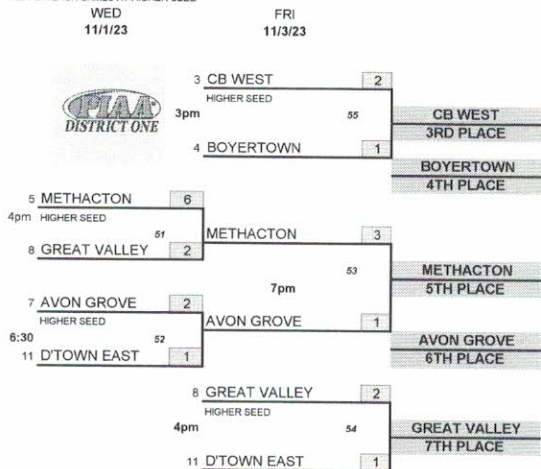 WED
11/1/23
FRI
11/3/23
PIAA
DISTRICT ONE
3 CB WEST 2
HIGHER SEED
3pm
55
4 BOYERTOWN 1
CB WEST
3RD PLACE
BOYERTOWN
4TH PLACE
5 METHACTON 6
4pm HIGHER SEED
51
8 GREAT VALLEY 2
METHACTON 3
53
7pm
METHACTON
5TH PLACE
7 AVON GROVE 2
HIGHER SEED
6:30
52
11 D'TOWN EAST 1
AVON GROVE 1
AVON GROVE
6TH PLACE
8 GREAT VALLEY 2
HIGHER SEED
4pm
54
11 D'TOWN EAST 1
GREAT VALLEY
7TH PLACE